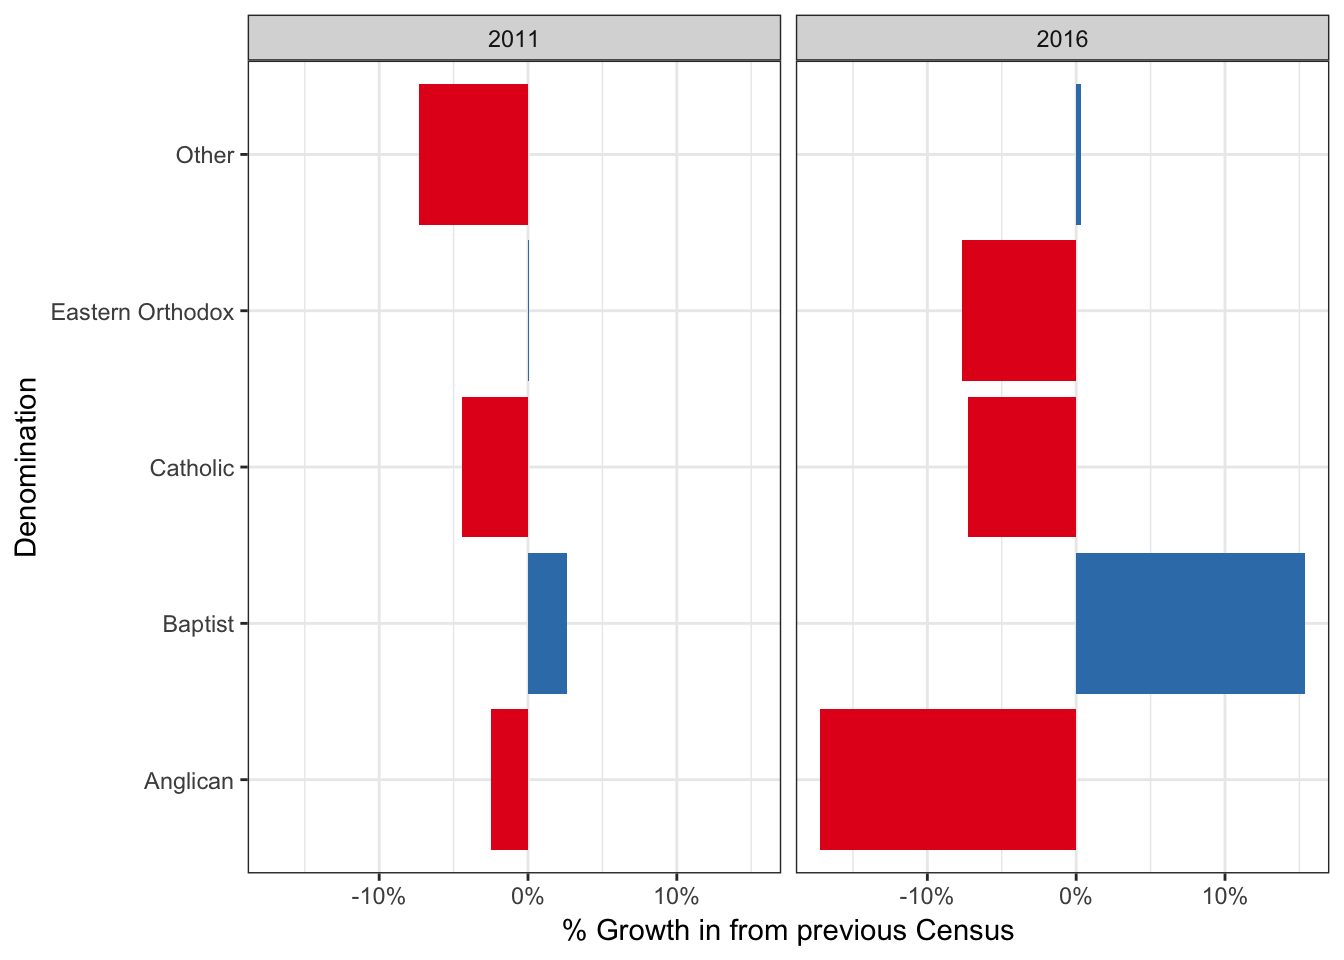 2011
2016
Other
Eastern Orthodox
Catholic
Baptist
Anglican
Denomination
-10%
0%
10%
-10%
0%
10%
% Growth in from previous Census